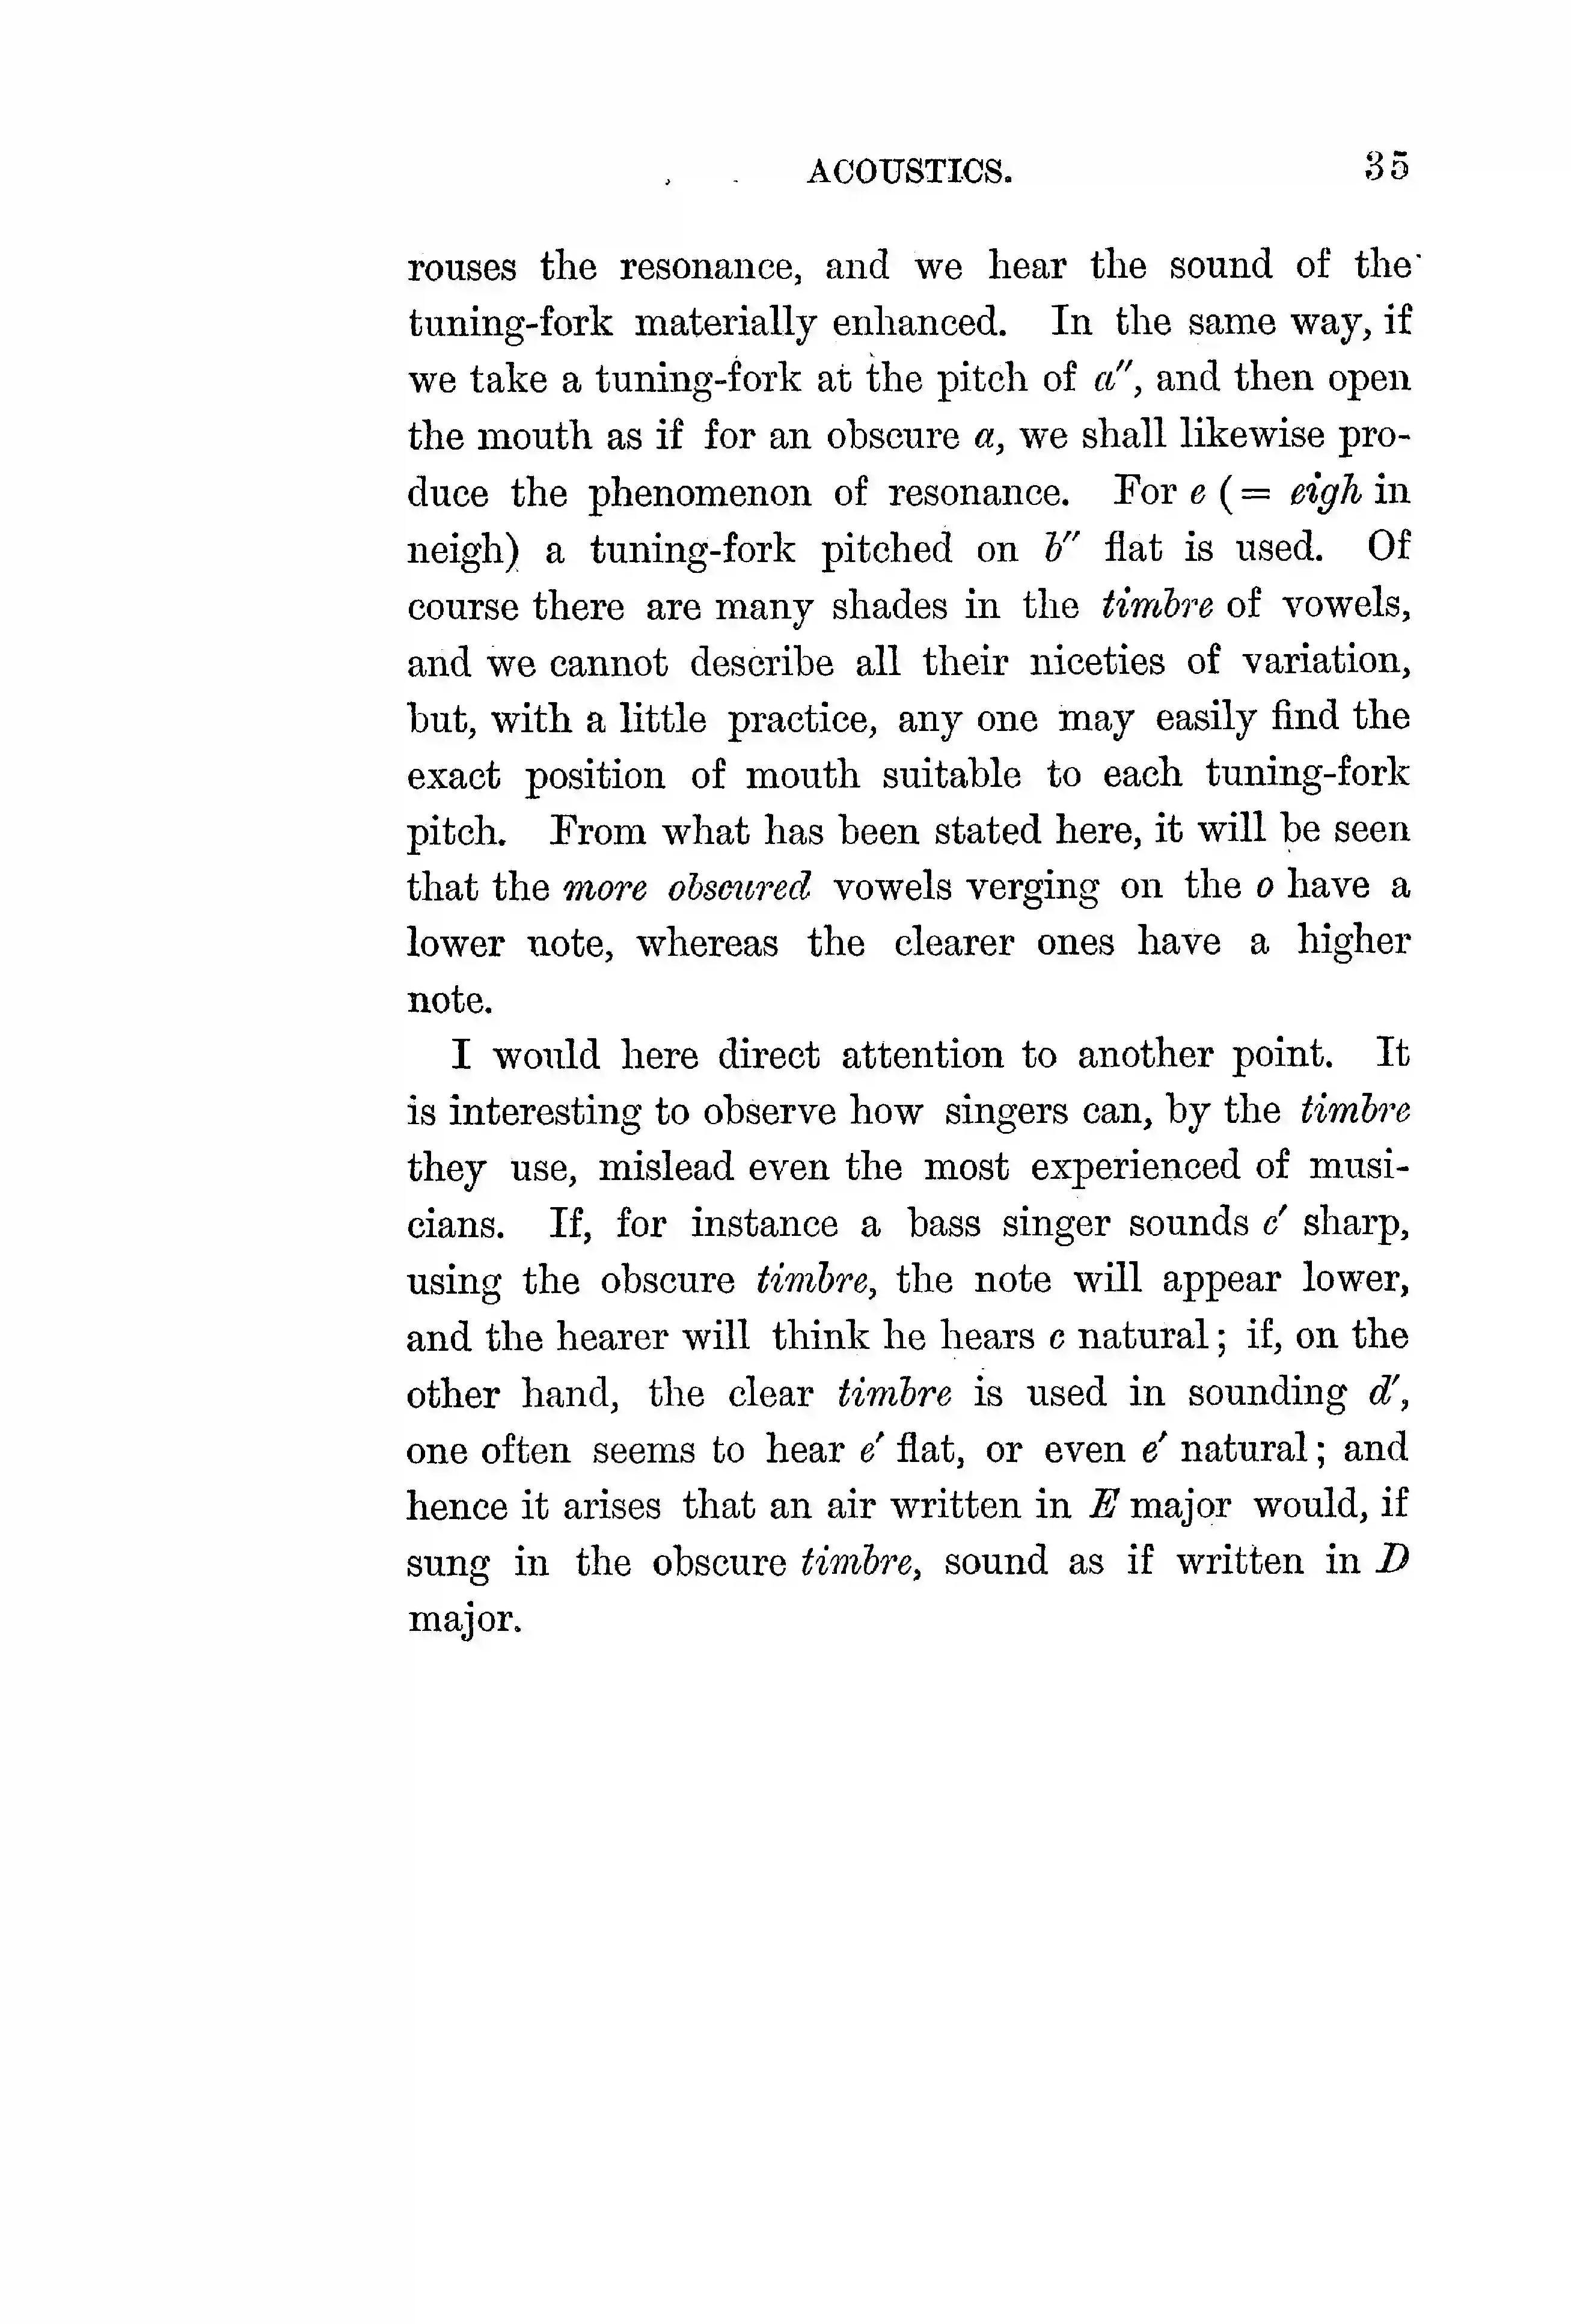 ACOUSTICS. 35
rouses the resonance, and we hear the sound of the
tuning-fork materially enhanced. In the same way, if
we take a tuning-fork at the pitch of a″, and then open
the mouth as if for an obscure a, we shall likewise pro-
duce the phenomenon of resonance. For e (= eigh in
neigh) a tuning-fork pitched on b″ flat is used. Of
course there are many shades in the timbre of vowels,
and we cannot describe all their niceties of variation,
but, with a little practice, any one may easily find the
exact position of mouth suitable to each tuning-fork
pitch. From what has been stated here, it will be seen
that the more obscured vowels verging on the o have a
lower note, whereas the clearer ones have a higher
note.
I would here direct attention to another point. It
is interesting to observe how singers can, by the timbre
they use, mislead even the most experienced of musi-
cians. If, for instance a bass singer sounds c′ sharp,
using the obscure timbre, the note will appear lower,
and the hearer will think he hears c natural; if, on the
other hand, the clear timbre is used in sounding d′,
one often seems to hear e′ flat, or even e′ natural; and
hence it arises that an air written in E major would, if
sung in the obscure timbre, sound as if written in D
major.